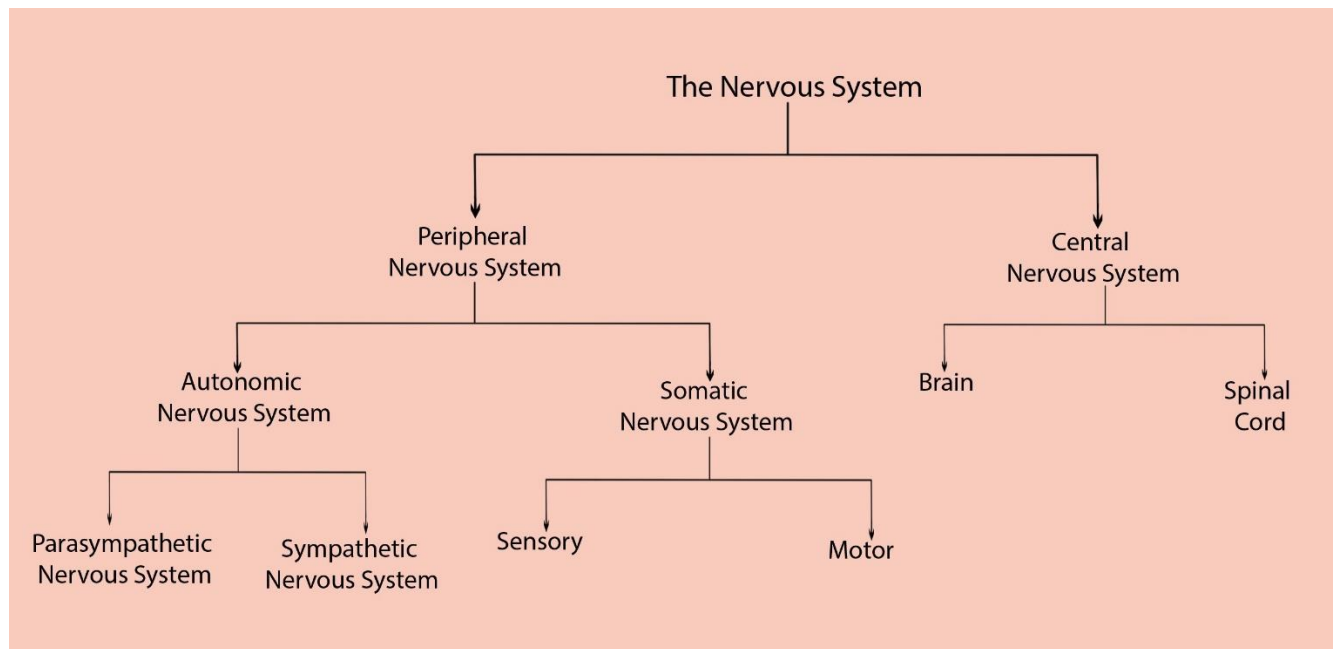 The Nervous System
Peripheral
Nervous System
Central
Nervous System
Autonomic
Nervous System
Somatic
Nervous System
Brain
Spinal
Cord
Parasympathetic
Nervous System
Sympathetic
Nervous System
Sensory
Motor